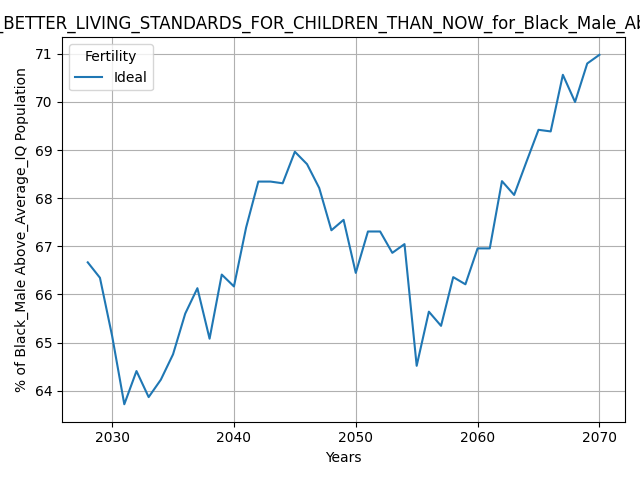 _BETTER_LIVING_STANDARDS_FOR_CHILDREN_THAN_NOW_for_Black_Male_Ab
Fertility
Ideal
% of Black_Male Above_Average_IQ Population
71
70
69
68
67
66
65
64
2030 2040 2050 2060 2070
Years